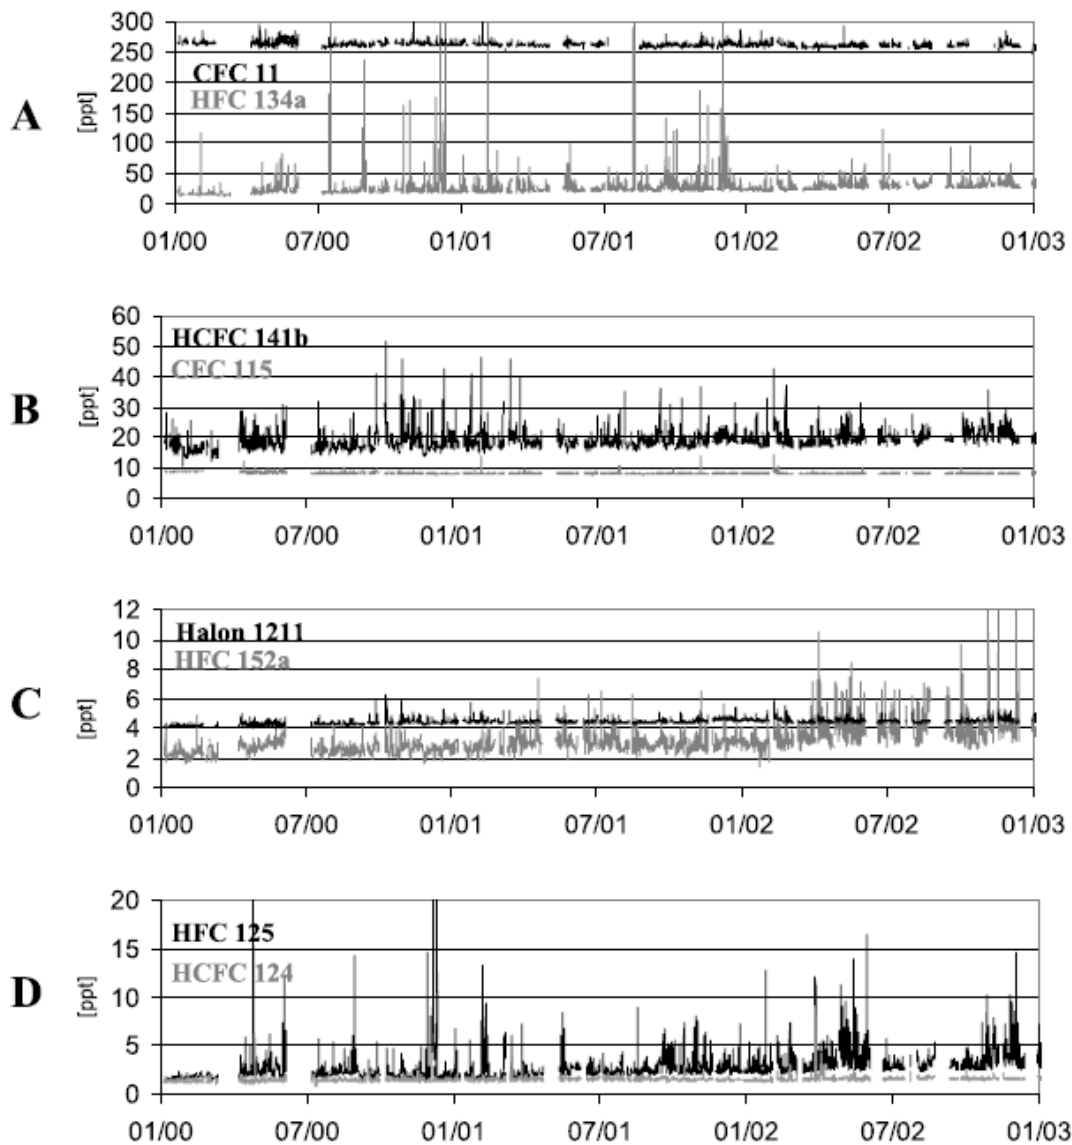 A
[ppt]
300
250
200
150
100
50
0
CFC 11
HFC 134a
01/00 07/00 01/01 07/01 01/02 07/02 01/03
B
[ppt]
60
50
40
30
20
10
0
HCFC 141b
CFC 115
01/00 07/00 01/01 07/01 01/02 07/02 01/03
C
[ppt]
12
10
8
6
4
2
0
Halon 1211
HFC 152a
01/00 07/00 01/01 07/01 01/02 07/02 01/03
D
[ppt]
20
15
10
5
0
HFC 125
HCFC 124
01/00 07/00 01/01 07/01 01/02 07/02 01/03